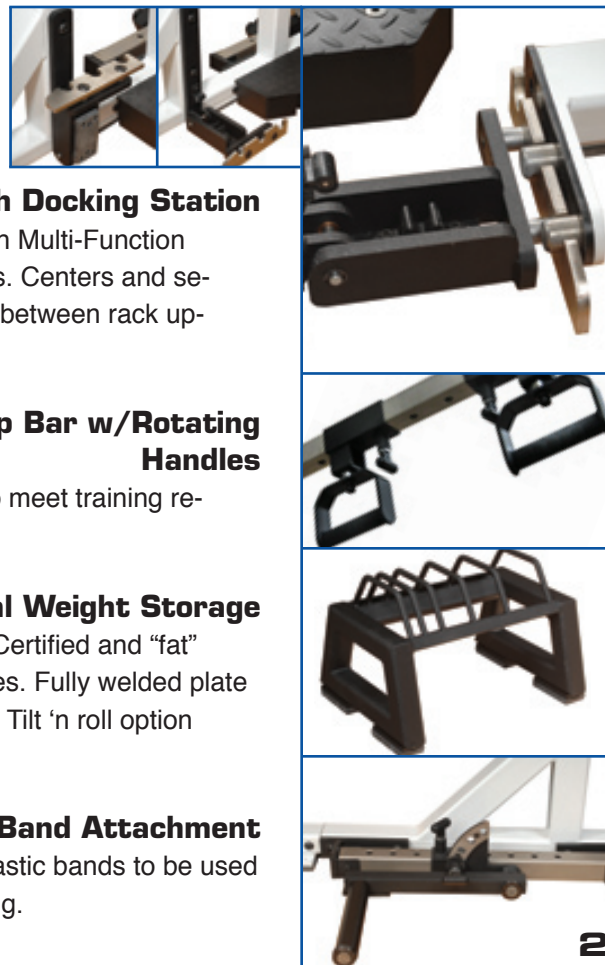 h Docking Station
n Multi-Function
s. Centers and se-
between rack up-
p Bar w/Rotating
Handles
o meet training re-
al Weight Storage
Certified and “fat”
es. Fully welded plate
Tilt ‘n roll option
Band Attachment
astic bands to be used
g.
2